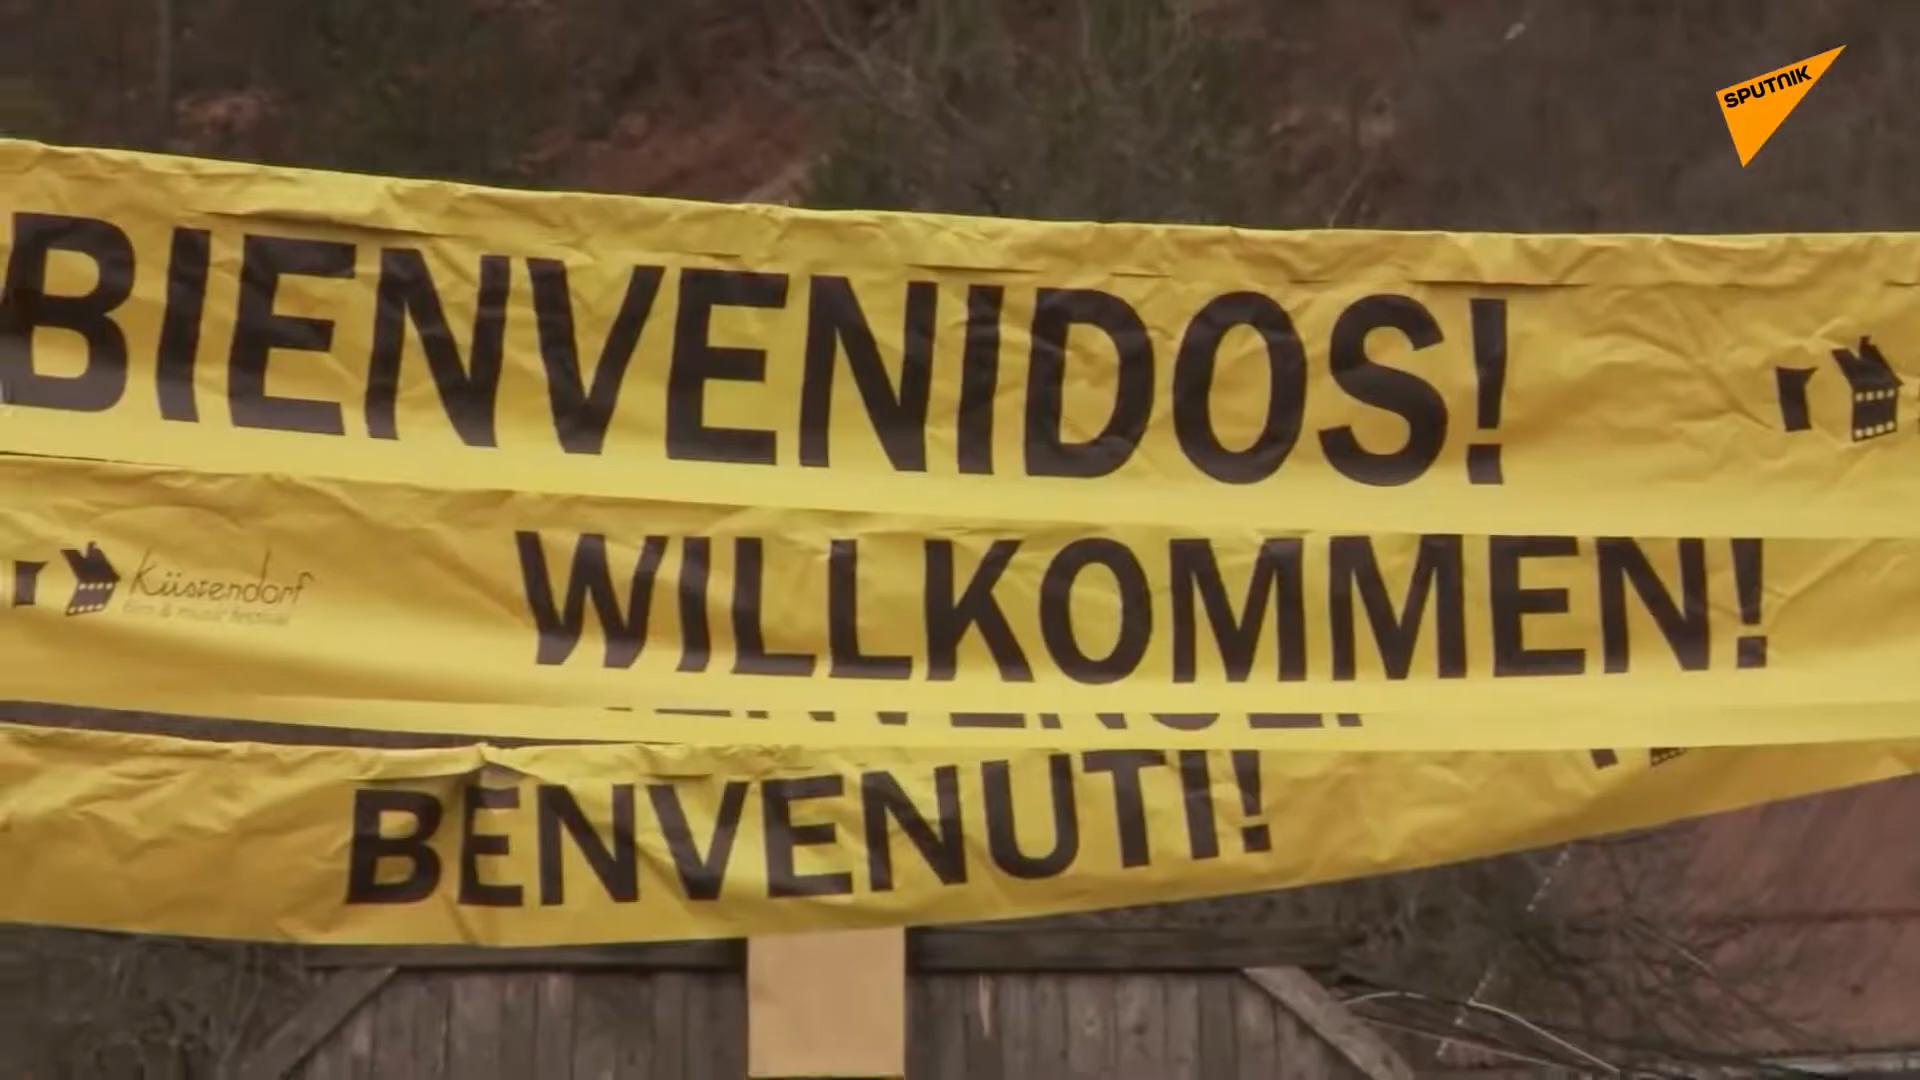 SPUTNIK
BIENVENIDOS!
Küstendorf
film & music festival
WILLKOMMEN!
BENVENUTI!